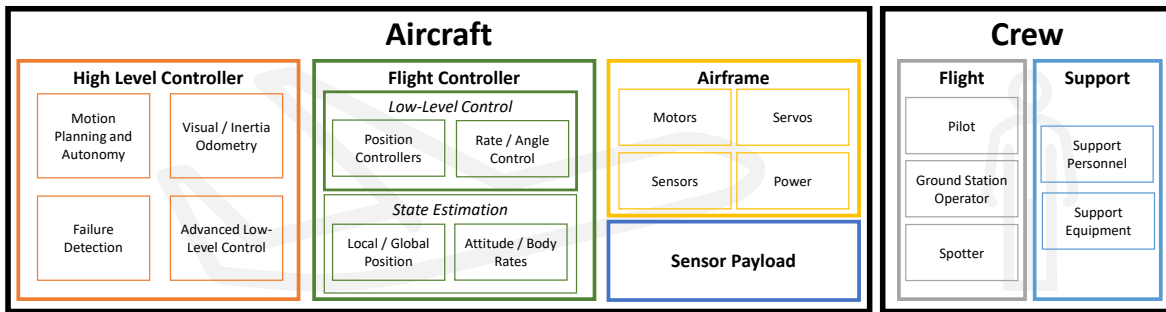 Aircraft
High Level Controller
Motion
Planning and
Autonomy
Visual / Inertia
Odometry
Failure
Detection
Advanced Low-
Level Control
Flight Controller
Low-Level Control
Position
Controllers
Rate / Angle
Control
State Estimation
Local / Global
Position
Attitude / Body
Rates
Airframe
Motors
Servos
Sensors
Power
Sensor Payload
Crew
Flight
Pilot
Ground Station
Operator
Spotter
Support
Support
Personnel
Support
Equipment